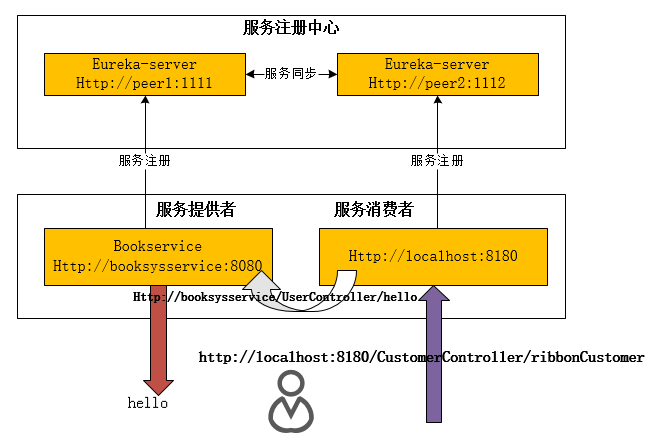 服务注册中心
Eureka-server
Http://peer1:1111
服务同步
Eureka-server
Http://peer2:1112
服务注册
服务注册
服务提供者
服务消费者
Bookservice
Http://booksysservice:8080
Http://localhost:8180
Http://booksysservice/UserController/hello
http://localhost:8180/CustomerController/ribbonCustomer
hello